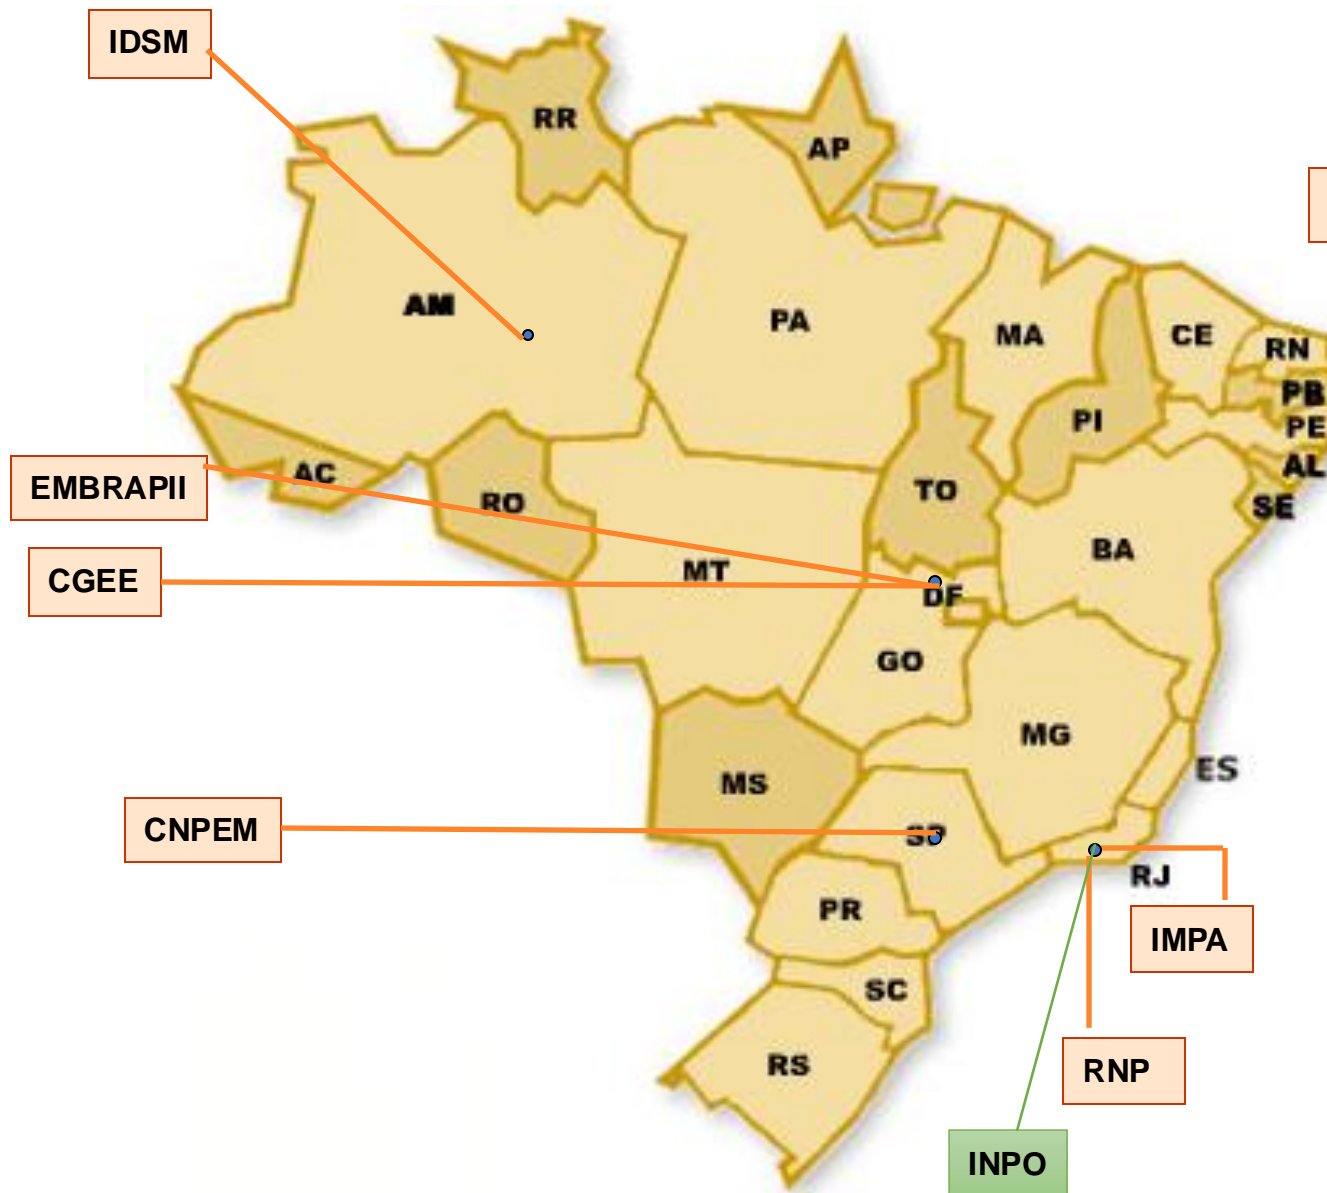 IDSM
RR
AP
AM
PA
MA
CE
RN
PB
PI
PE
AC
AL
EMBRAPII
RO
TO
SE
BA
MT
CGEE
DF
GO
MG
ES
MS
CNPEM
SP
RJ
PR
IMPA
SC
RS
RNP
INPO